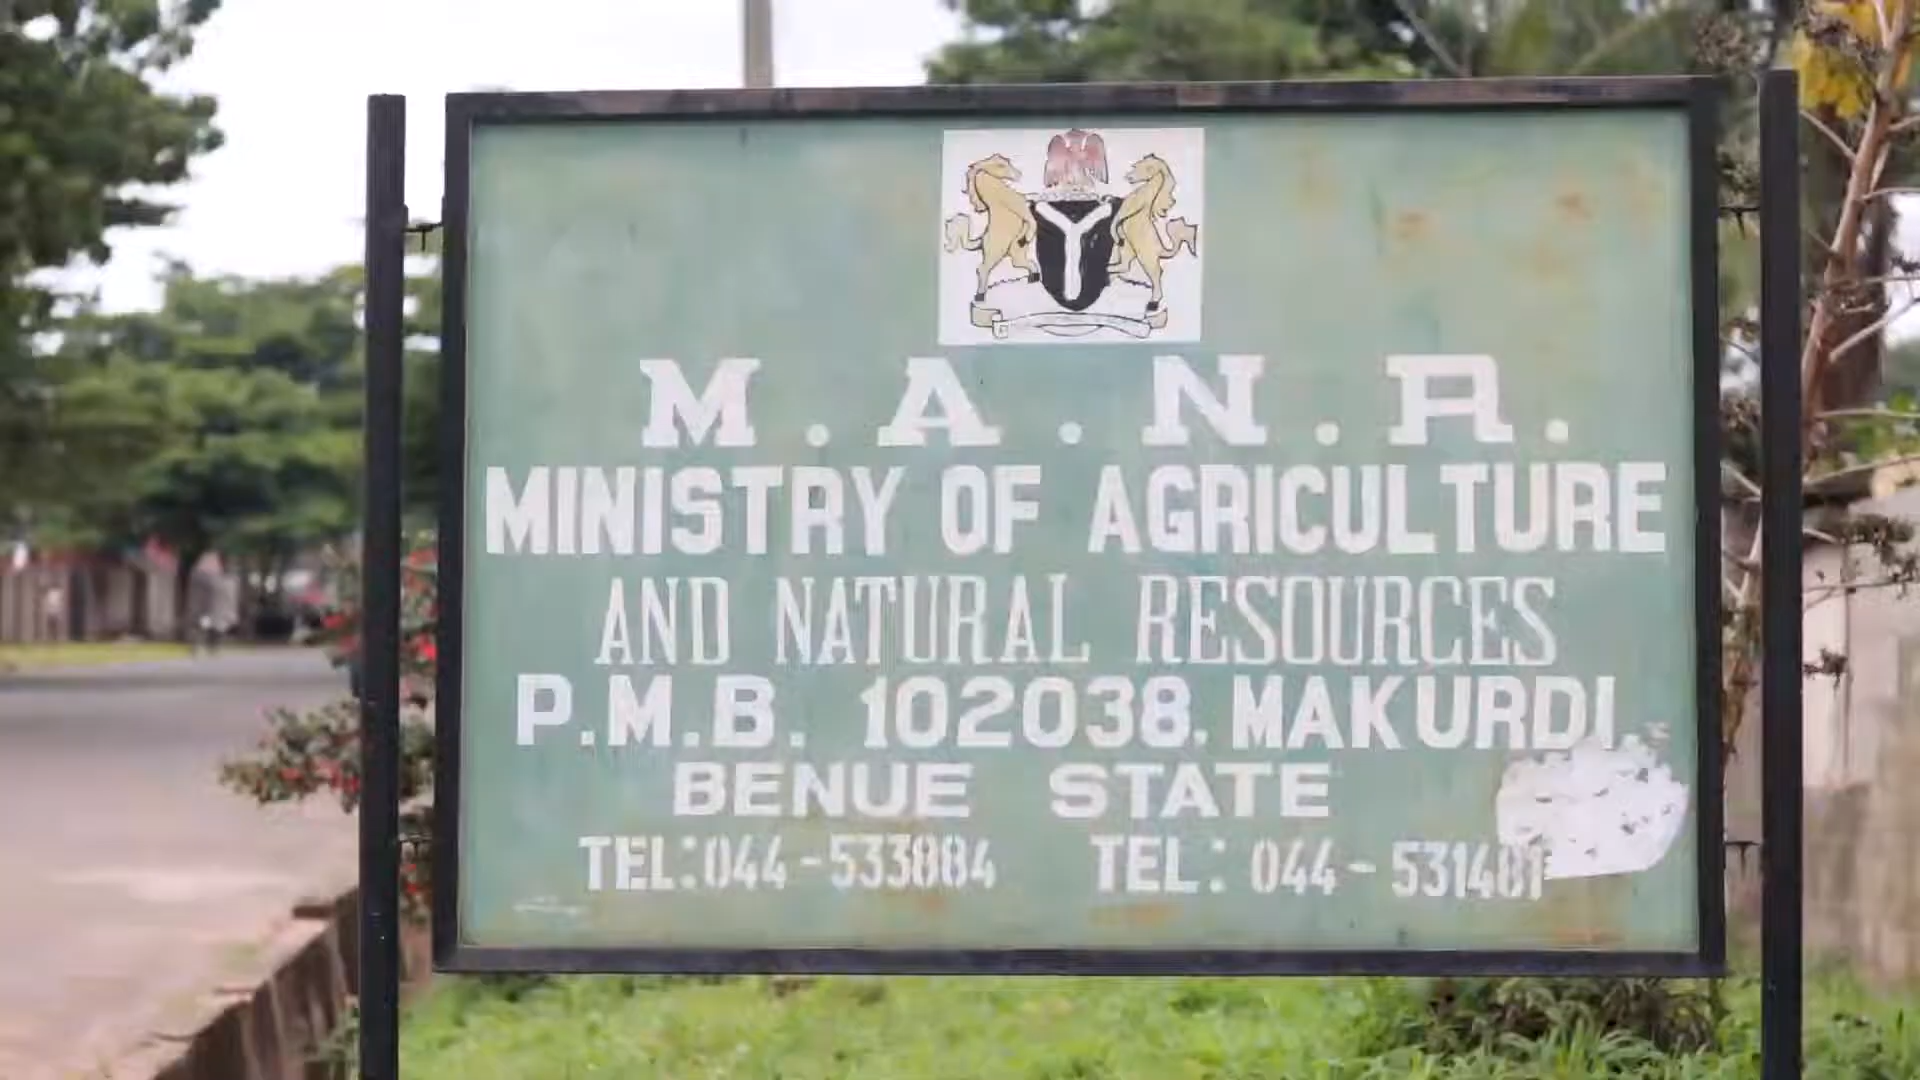 M.A.N.R.
MINISTRY OF AGRICULTURE
AND NATURAL RESOURCES
P.M.B. 102038, MAKURDI,
BENUE STATE
TEL: 044-533884 TEL: 044-531481